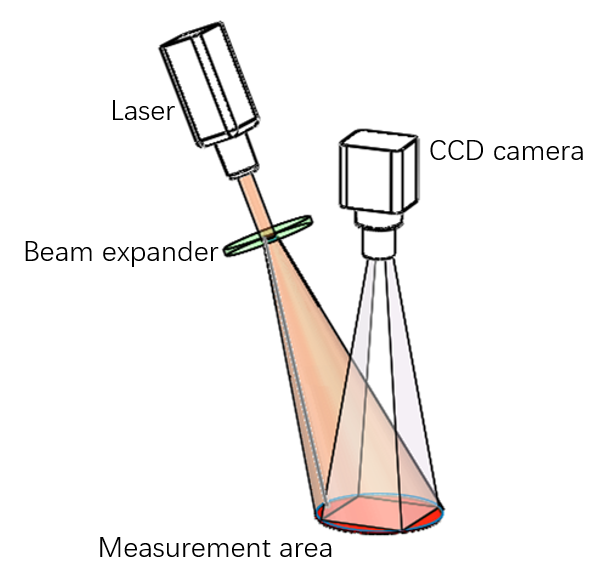 Laser
CCD camera
Beam expander
Measurement area